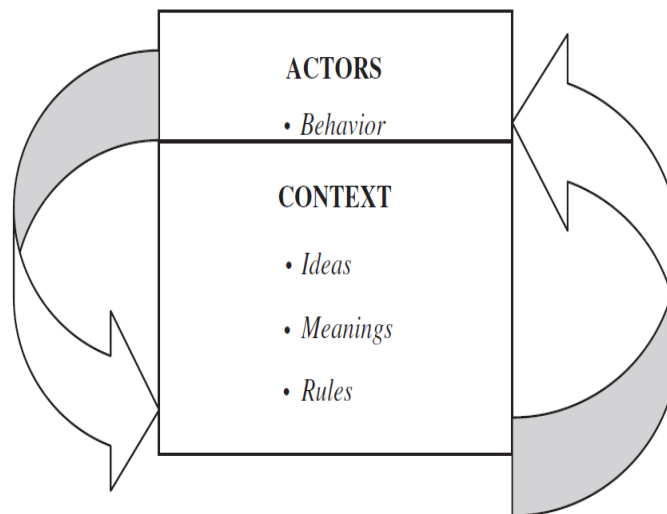 ACTORS
• Behavior
CONTEXT
• Ideas
• Meanings
• Rules